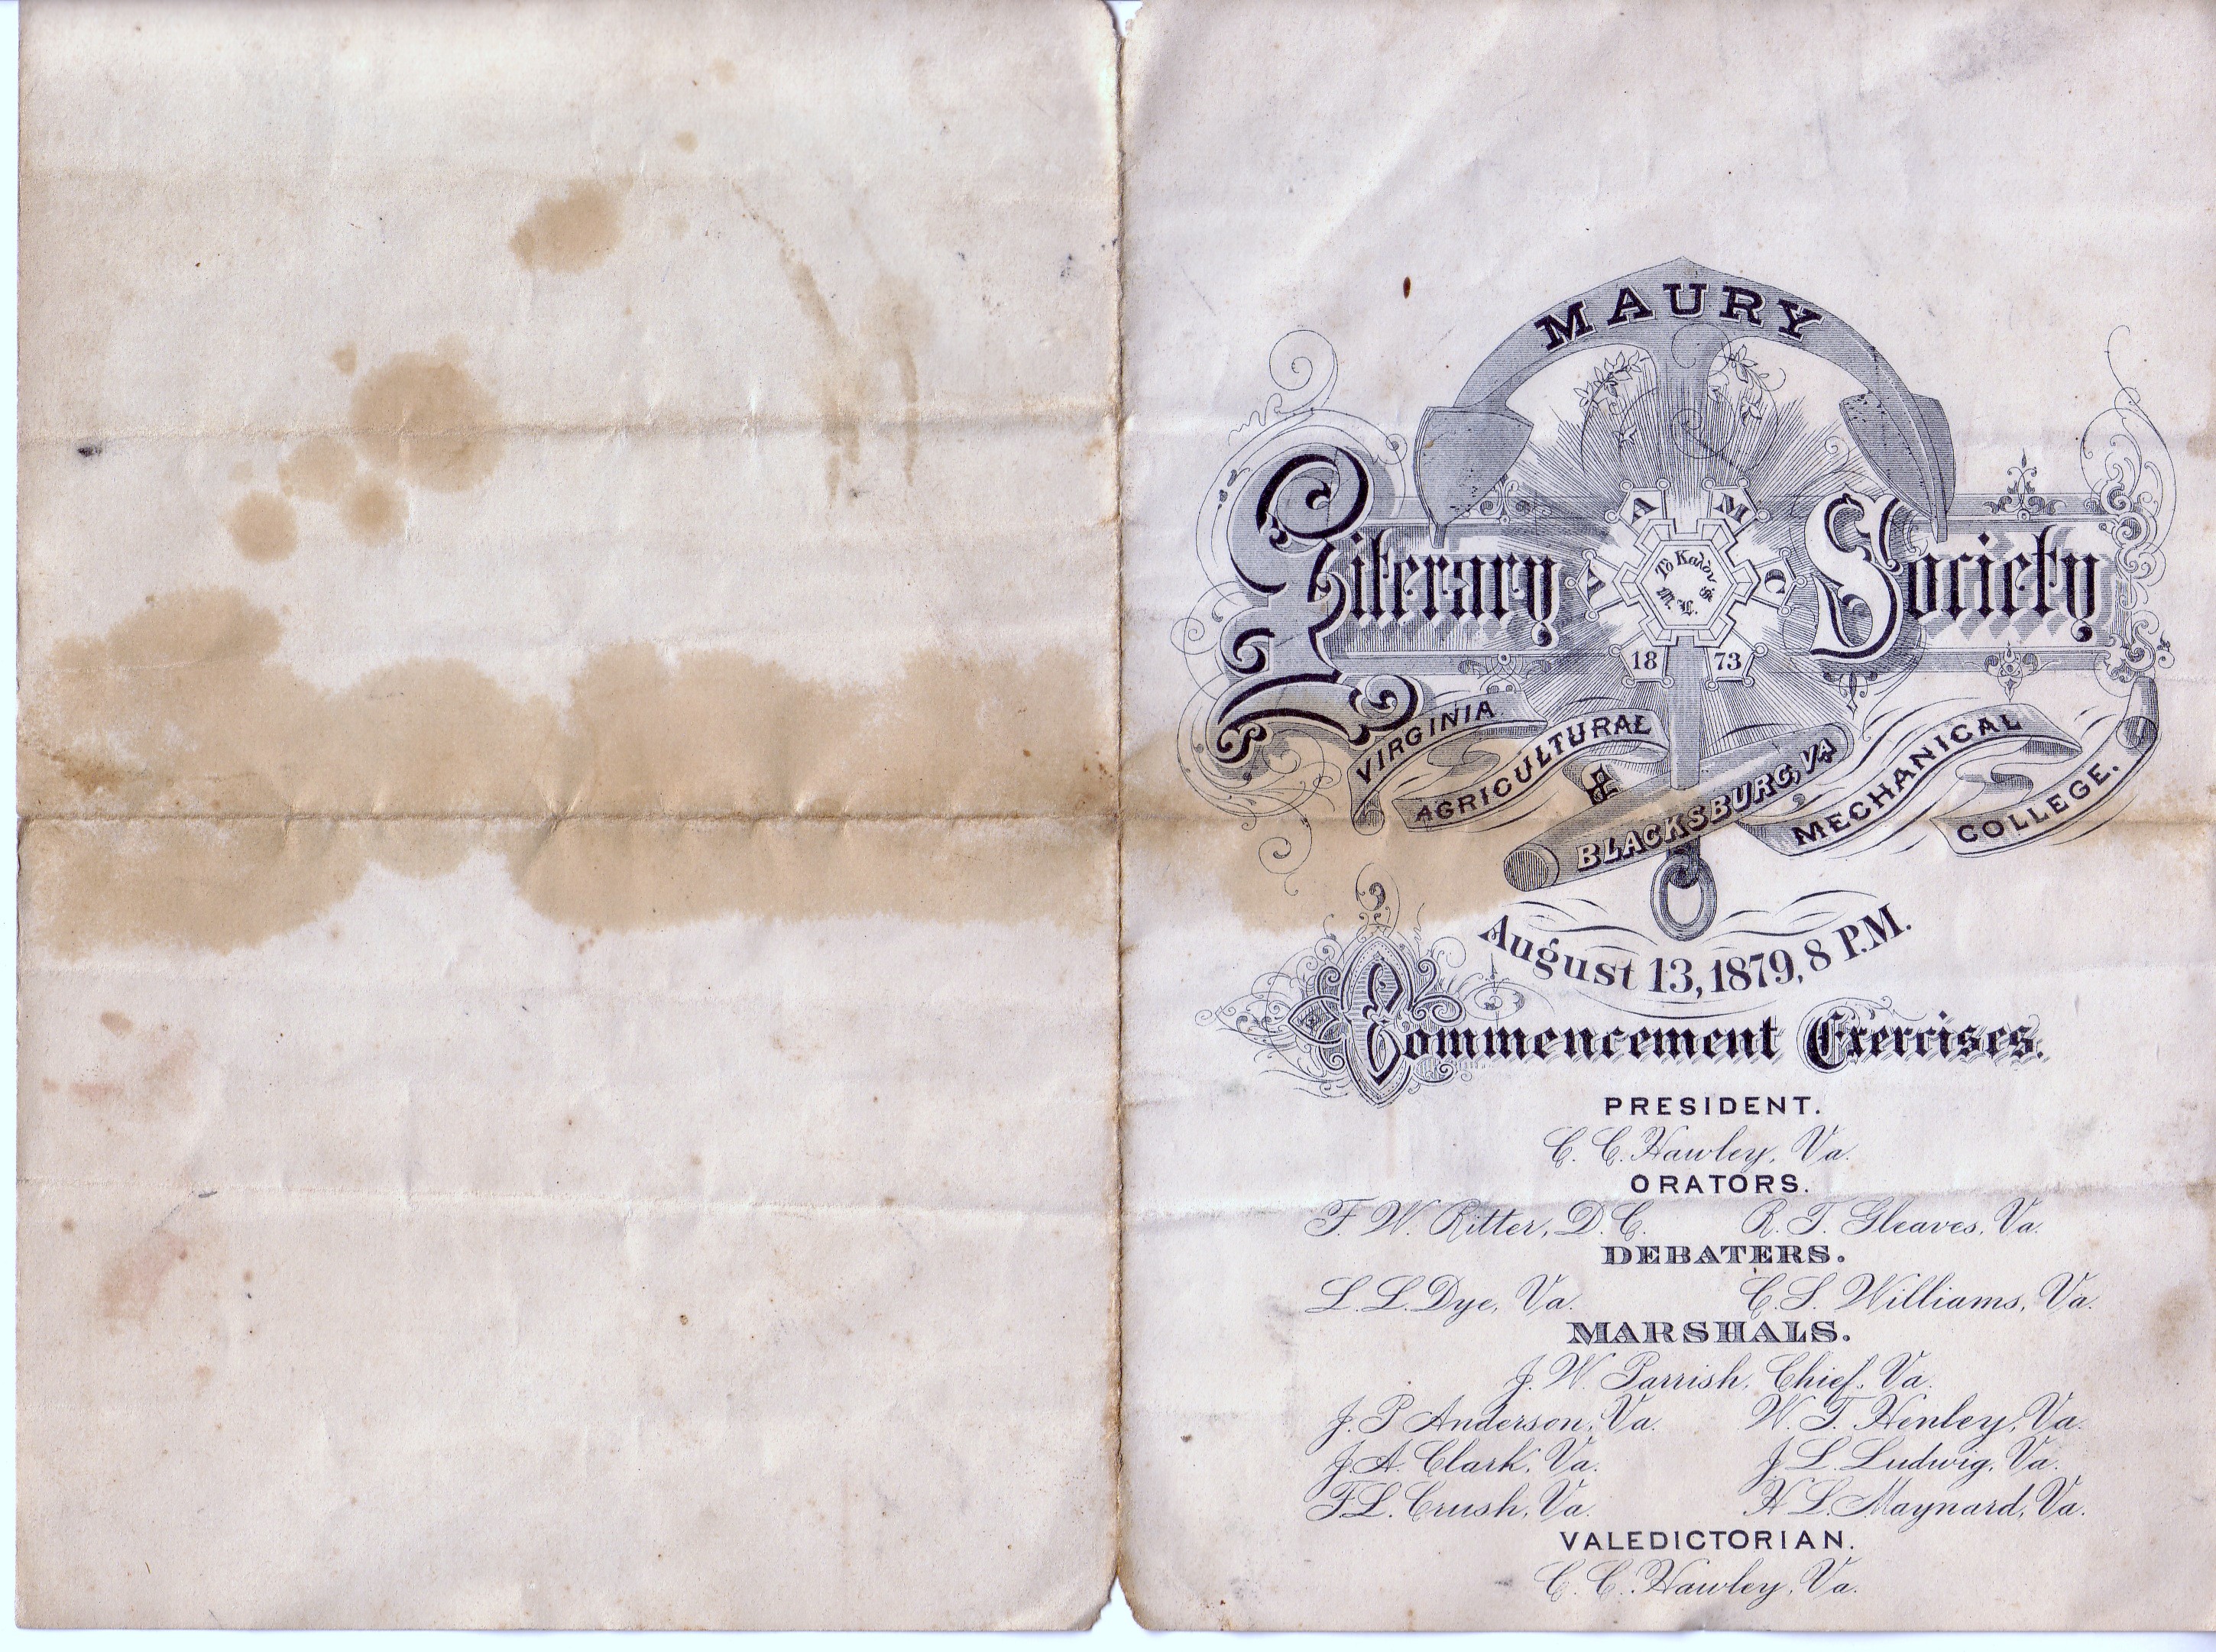 MAURY
Literary Society
V A M C
Τὸ Καλὸν
M. L. S.
18 73
VIRGINIA
AGRICULTURAL
&
MECHANICAL
COLLEGE.
BLACKSBURG, VA
August 13, 1879, 8 P.M.
Commencement Exercises.
PRESIDENT.
C. C. Hawley, Va.
ORATORS.
F. W. Ritter, D.C. R. T. Gleaves, Va.
DEBATERS.
L. L. Dye, Va. C. S. Williams, Va.
MARSHALS.
J. W. Parrish, Chief, Va.
J. P Anderson, Va. W. T. Henley, Va.
J. A. Clark, Va. J. L. Ludwig, Va.
F. L. Crush, Va. H L. Maynard, Va.
VALEDICTORIAN.
C. C. Hawley, Va.